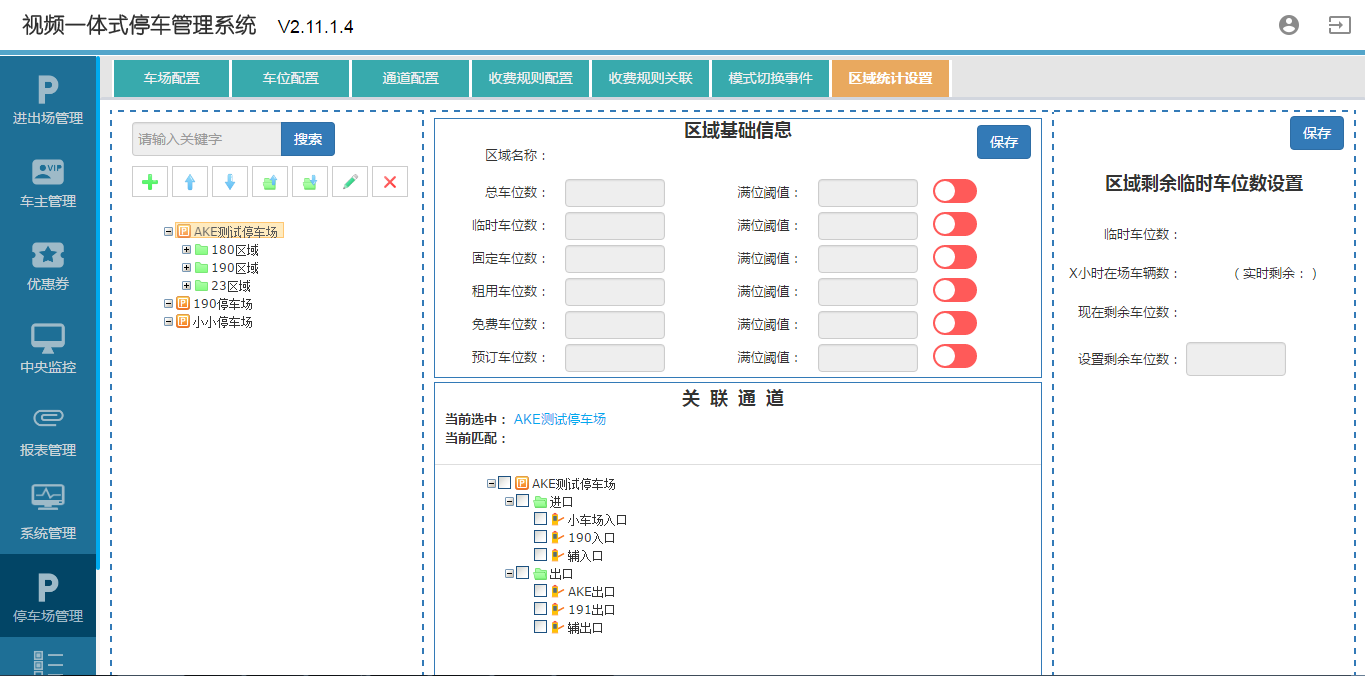 视频一体式停车管理系统 V2.11.1.4
进出场管理
车主管理
优惠券
中央监控
报表管理
系统管理
停车场管理
车场配置 车位配置 通道配置 收费规则配置 收费规则关联 模式切换事件 区域统计设置
请输入关键字 搜索
AKE测试停车场
180区域
190区域
23区域
190停车场
小小停车场
区域基础信息
保存
区域名称：
总车位数： 满位阈值：
临时车位数： 满位阈值：
固定车位数： 满位阈值：
租用车位数： 满位阈值：
免费车位数： 满位阈值：
预订车位数： 满位阈值：
关 联 通 道
当前选中： AKE测试停车场
当前匹配：
AKE测试停车场
进口
小车场入口
190入口
辅入口
出口
AKE出口
191出口
辅出口
保存
区域剩余临时车位数设置
临时车位数：
X小时在场车辆数： （ 实时剩余： ）
现在剩余车位数：
设置剩余车位数：